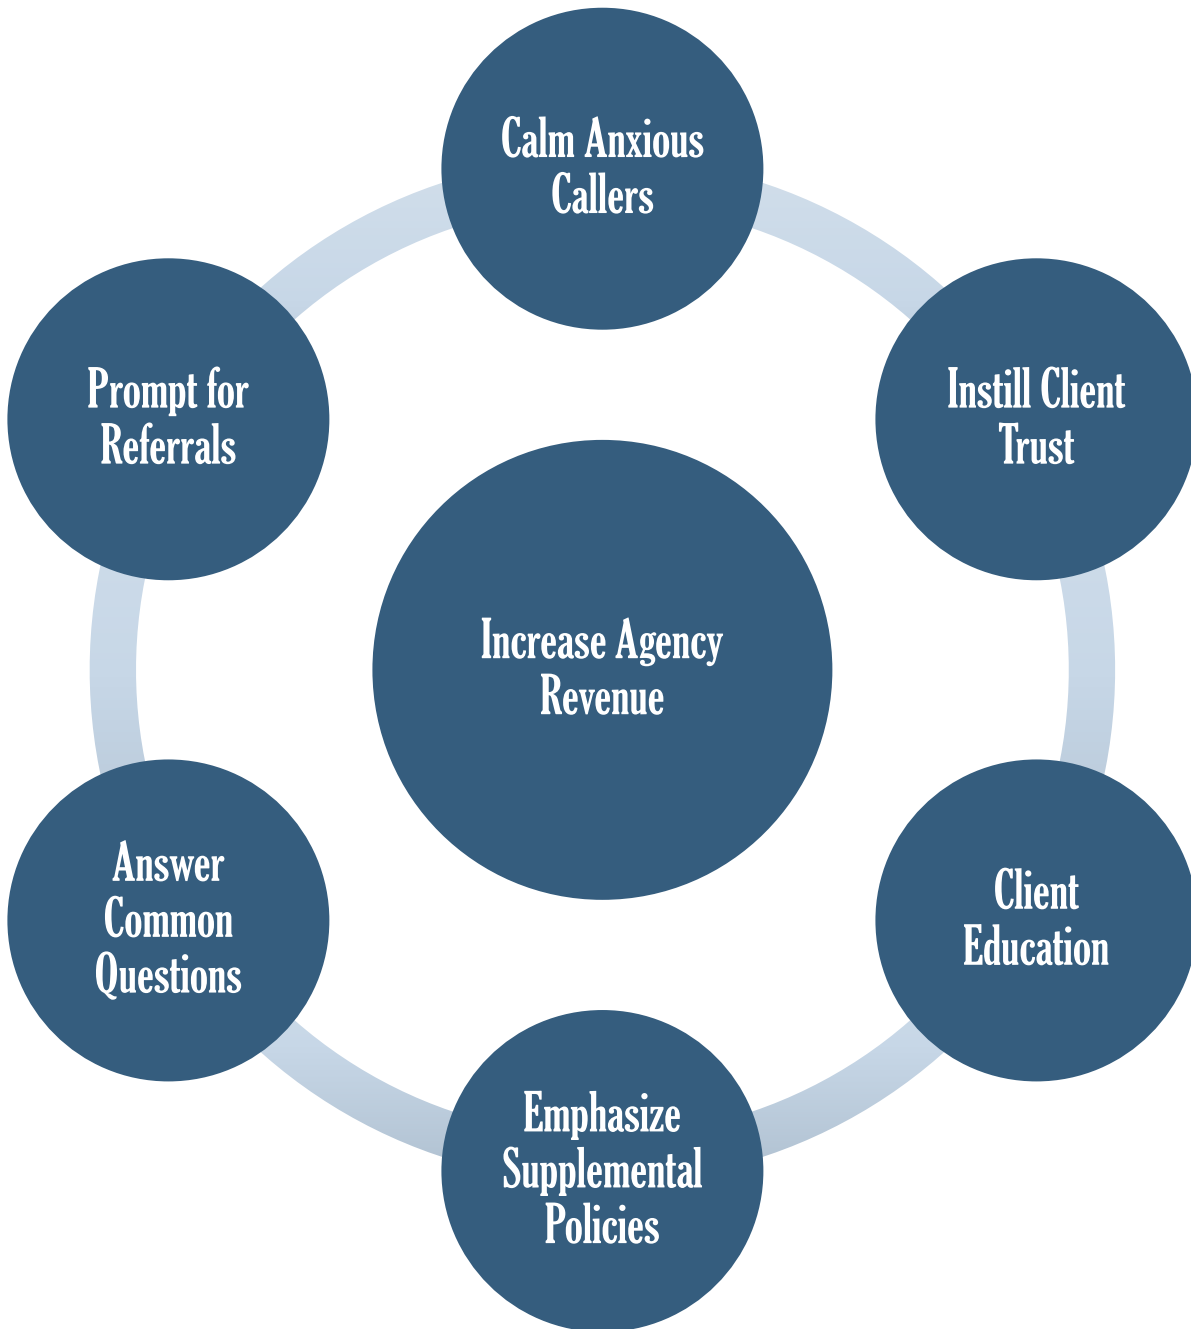 Calm Anxious
Callers
Instill Client
Trust
Client
Education
Emphasize
Supplemental
Policies
Answer
Common
Questions
Prompt for
Referrals
Increase Agency
Revenue